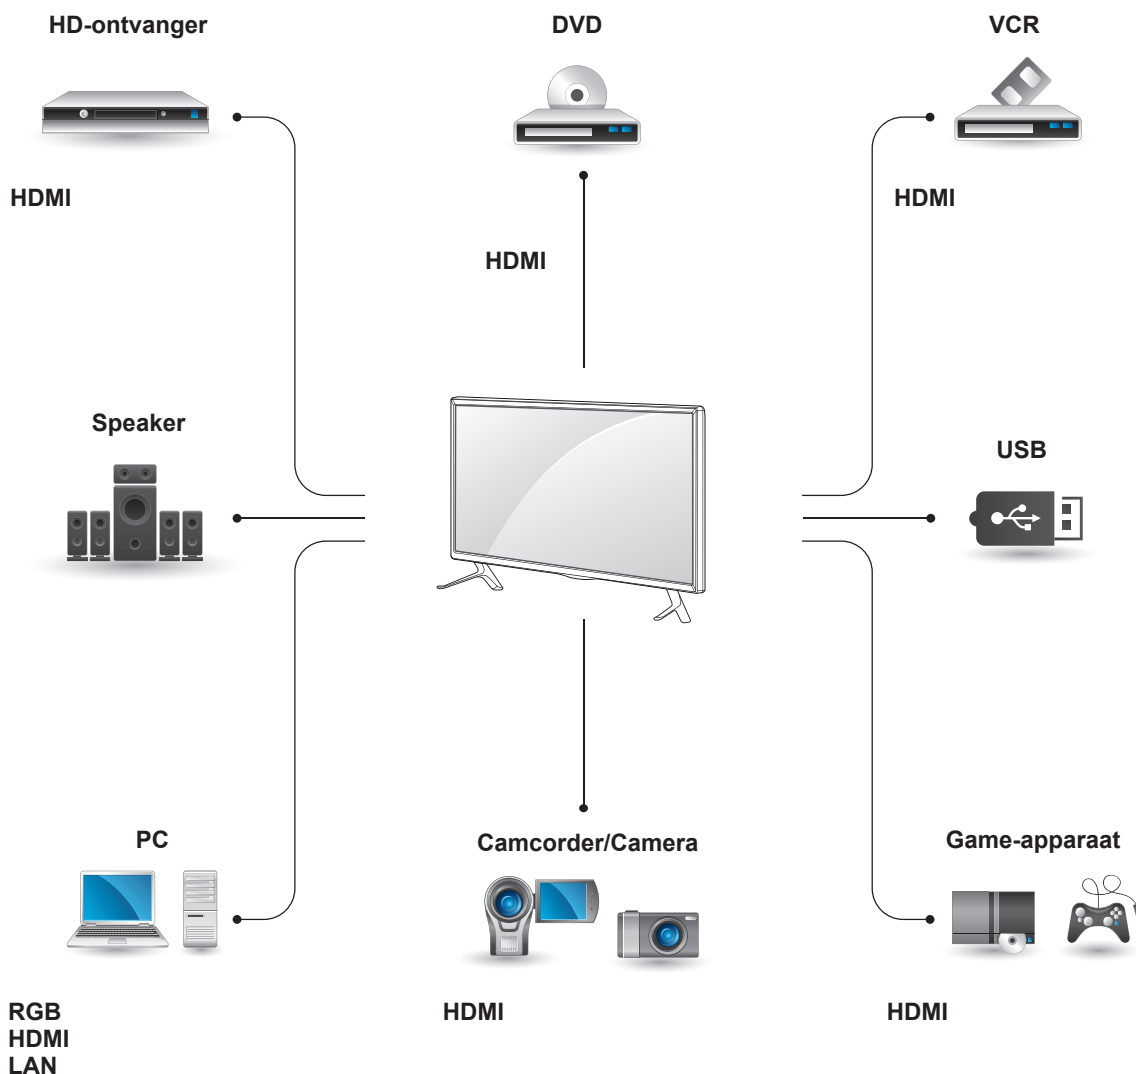 HD-ontvanger
DVD
VCR
HDMI
HDMI
HDMI
Speaker
USB
PC
Camcorder/Camera
Game-apparaat
RGB
HDMI
LAN
HDMI
HDMI